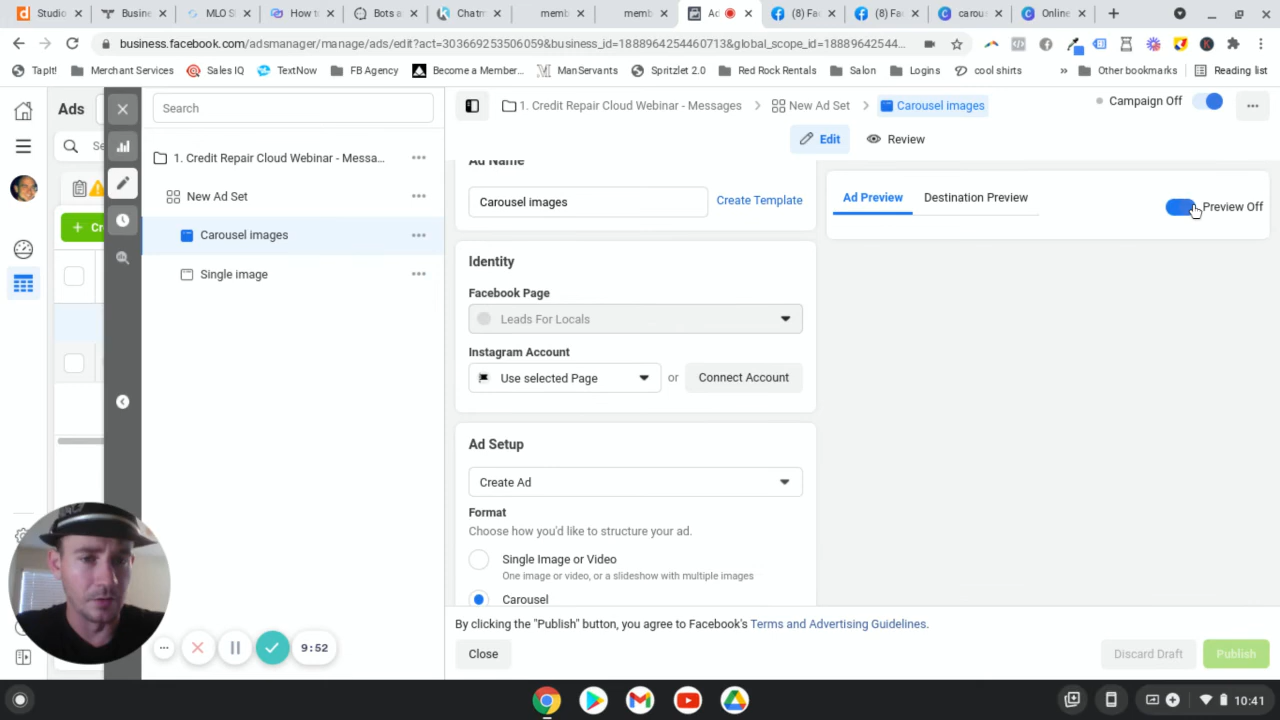 Studio
Busine
MLO S
How to
Bots a
Chatm
memb
memb
Ad
(8) Fac
(8) Fac
carou
Online
business.facebook.com/adsmanager/manage/ads/edit?act=303669253506059&business_id=1888964254460713&global_scope_id=18889642544...
TapIt!
Merchant Services
Sales IQ
TextNow
FB Agency
Become a Member...
ManServants
Spritzlet 2.0
Red Rock Rentals
Salon
Logins
cool shirts
»
Other bookmarks
Reading list
Ads
Search
1. Credit Repair Cloud Webinar - Messages
New Ad Set
Carousel images
Campaign Off
Edit
Review
Se
1. Credit Repair Cloud Webinar - Messa...
New Ad Set
Carousel images
Single image
Cr
Ad Name
Carousel images
Create Template
Identity
Facebook Page
Leads For Locals
Instagram Account
Use selected Page
or
Connect Account
Ad Setup
Create Ad
Format
Choose how you'd like to structure your ad.
Single Image or Video
One image or video, or a slideshow with multiple images
Carousel
Ad Preview
Destination Preview
Preview Off
By clicking the "Publish" button, you agree to Facebook's Terms and Advertising Guidelines.
Close
Discard Draft
Publish
9:52
10:41